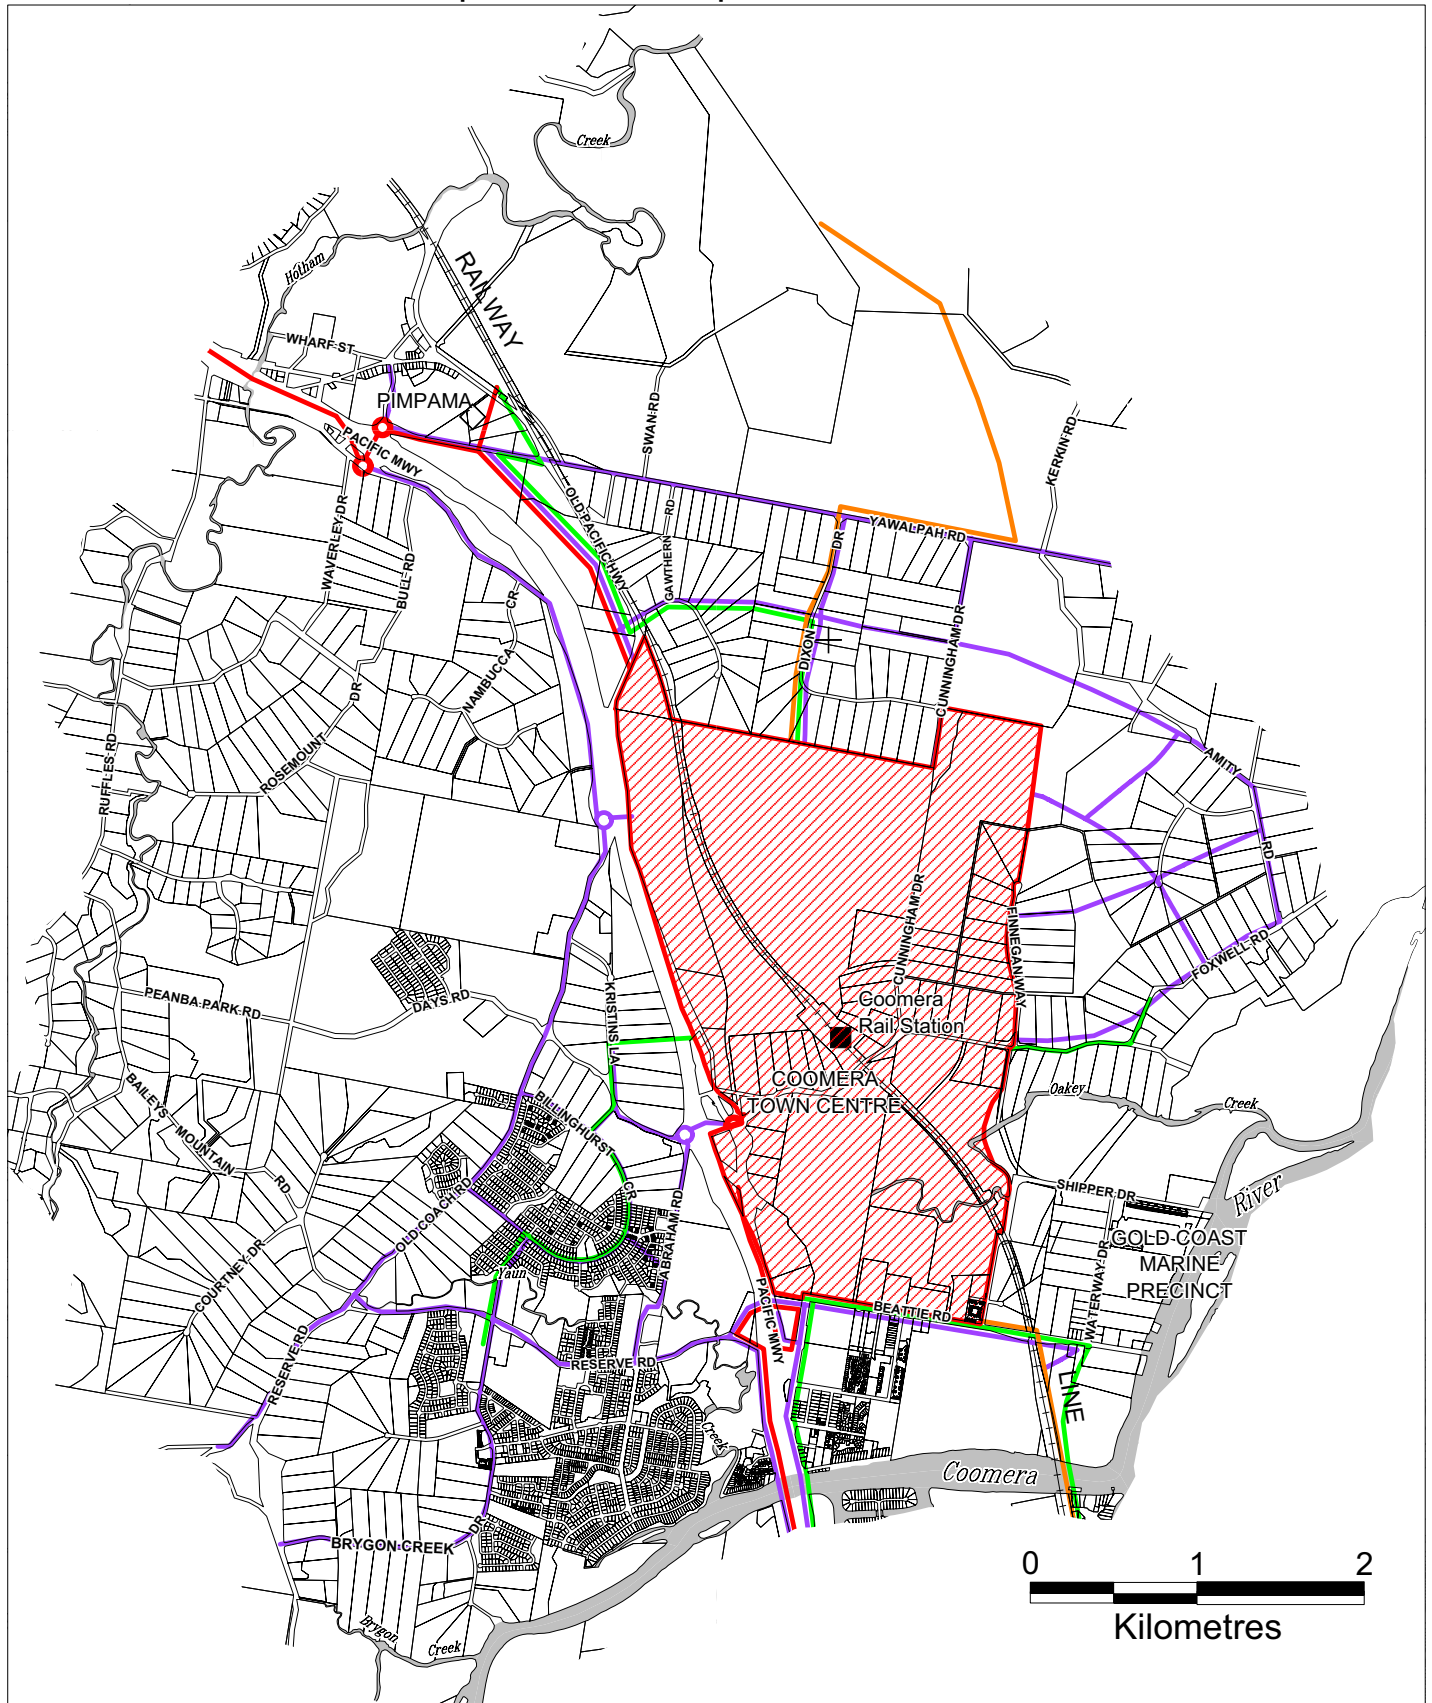 Creek
Hotham
RAILWAY
WHARF ST
PIMPAMA
PACIFIC MWY
SWAN RD
KERKIN RD
OLD PACIFIC HWY
GAWTHERN RD
YAWALPAH RD
DIXON DR
CUNNINGHAM DR
WAVERLEY DR
BULL RD
NAMBUCCA CR
ROSEMOUNT DR
RUFFLES RD
AMITY RD
CUNNINGHAM DR
FINNEGAN WAY
FOXWELL RD
PEANBA PARK RD
DAYS RD
KRISTINS LA
Coomera
Rail Station
COOMERA
TOWN CENTRE
Oakey Creek
BAILEYS MOUNTAIN RD
BILLINGHURST CR
OLD COACH RD
ABRAHAM RD
COURTNEY DR
Yaun
SHIPPER DR
River
GOLD COAST
MARINE
PRECINCT
WATERWAY DR
PACIFIC MWY
BEATTIE RD
RESERVE RD
RESERVE RD
LINE
Creek
Coomera
BRYGON CREEK DR
Brygon
Creek
0 1 2
Kilometres